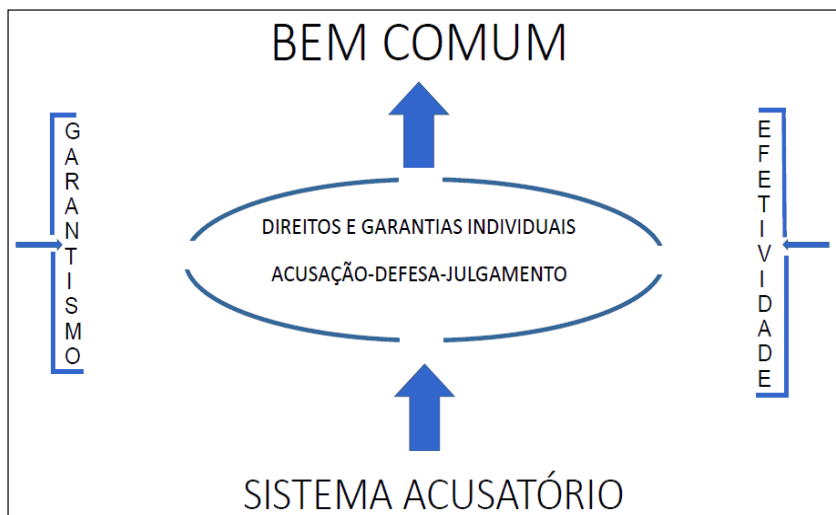 BEM COMUM
GARANTISMO
DIREITOS E GARANTIAS INDIVIDUAIS
ACUSAÇÃO-DEFESA-JULGAMENTO
EFETIVIDADE
SISTEMA ACUSATÓRIO